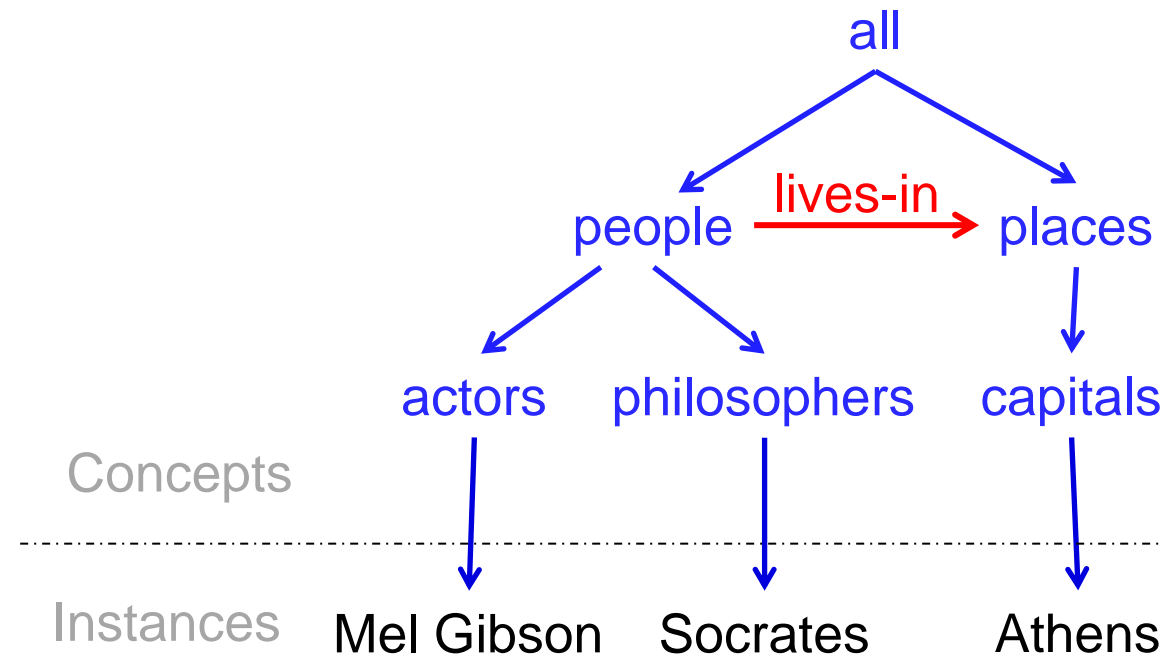 all
lives-in
people
places
actors
philosophers
capitals
Concepts
Instances
Mel Gibson
Socrates
Athens